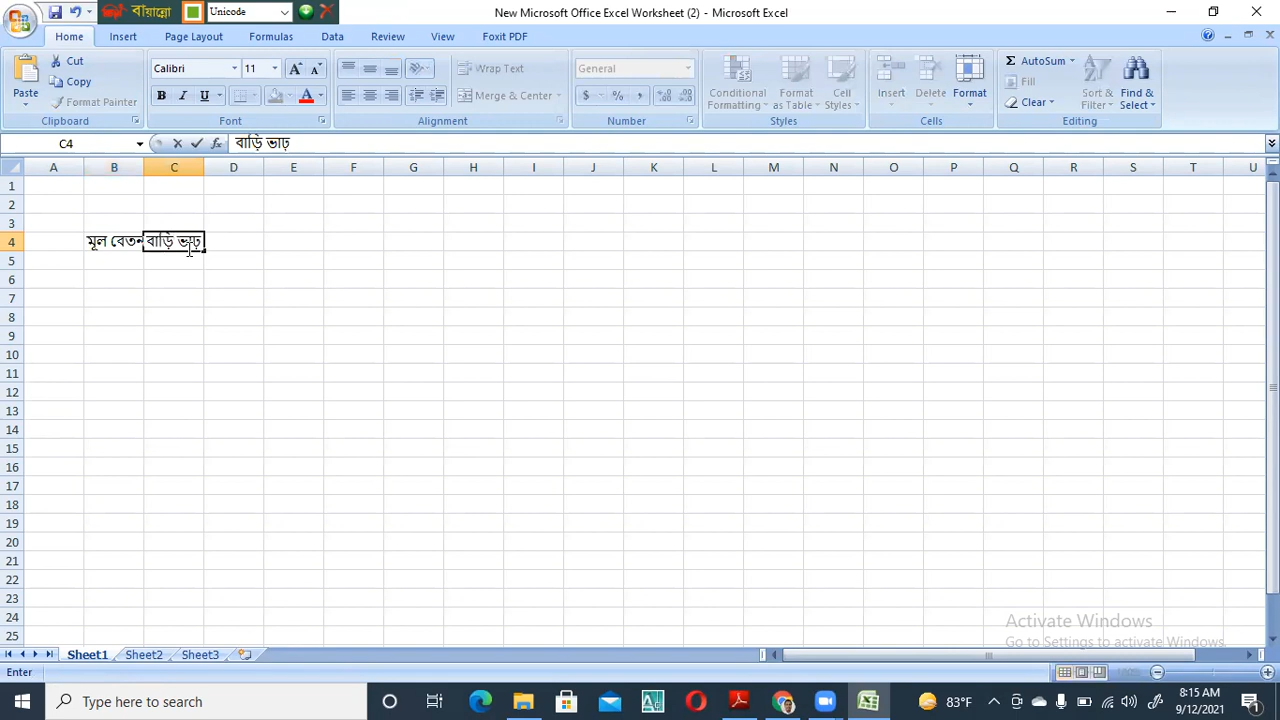 বায়ান্নো Unicode New Microsoft Office Excel Worksheet (2) - Microsoft Excel
Home Insert Page Layout Formulas Data Review View Foxit PDF
Paste Cut Copy Format Painter Clipboard
Calibri 11 B I U A Font
Wrap Text Merge & Center Alignment
General $ % , Number
Conditional Formatting Format as Table Cell Styles Styles
Insert Delete Format Cells
Σ AutoSum Fill Clear Sort & Filter Find & Select Editing
C4 fx বাড়ি ভাঢ়
A B C D E F G H I J K L M N O P Q R S T U
1
2
3
4 মূল বেতন বাড়ি ভাঢ়
5
6
7
8
9
10
11
12
13
14
15
16
17
18
19
20
21
22
23
24
25
Activate Windows
Go to Settings to activate Windows.
Sheet1 Sheet2 Sheet3
Enter 100%
Type here to search 83°F 8:15 AM
9/12/2021